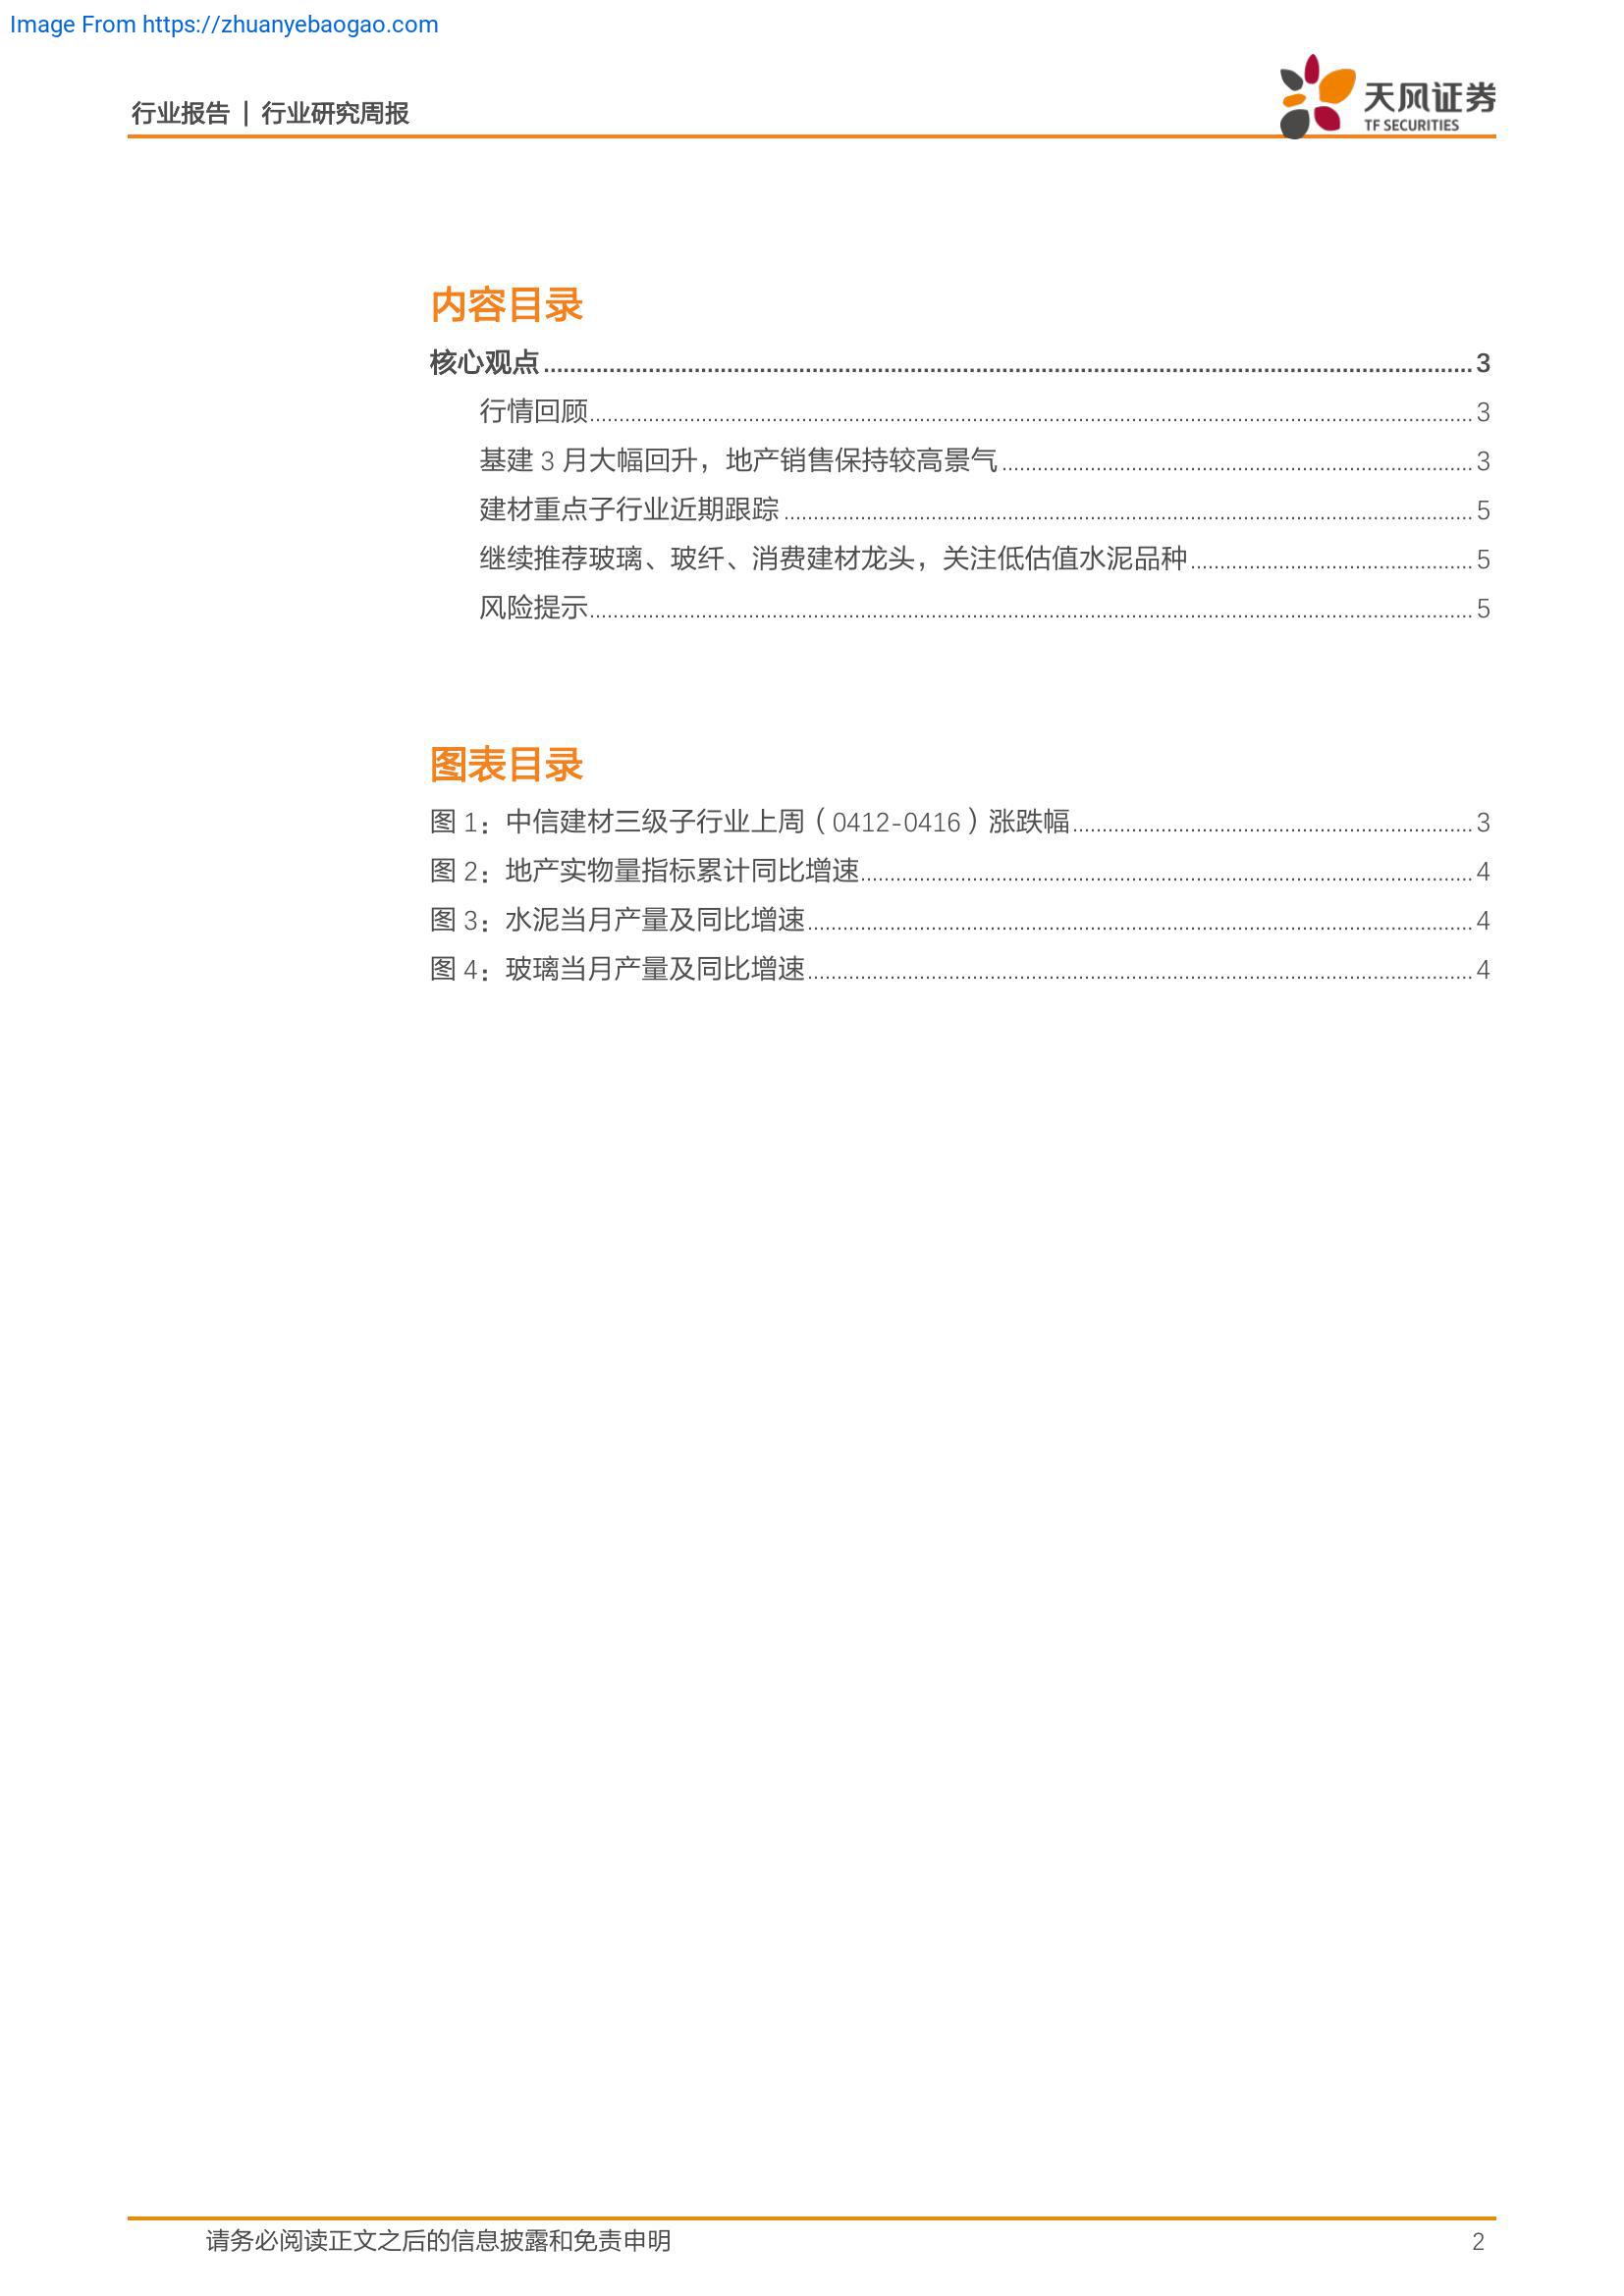 Image From https://zhuanyebaogao.com
行业报告 | 行业研究周报
天风证券
TF SECURITIES
内容目录
核心观点 3
行情回顾 3
基建 3 月大幅回升，地产销售保持较高景气 3
建材重点子行业近期跟踪 5
继续推荐玻璃、玻纤、消费建材龙头，关注低估值水泥品种 5
风险提示 5
图表目录
图 1：中信建材三级子行业上周（0412-0416）涨跌幅 3
图 2：地产实物量指标累计同比增速 4
图 3：水泥当月产量及同比增速 4
图 4：玻璃当月产量及同比增速 4
请务必阅读正文之后的信息披露和免责申明 2